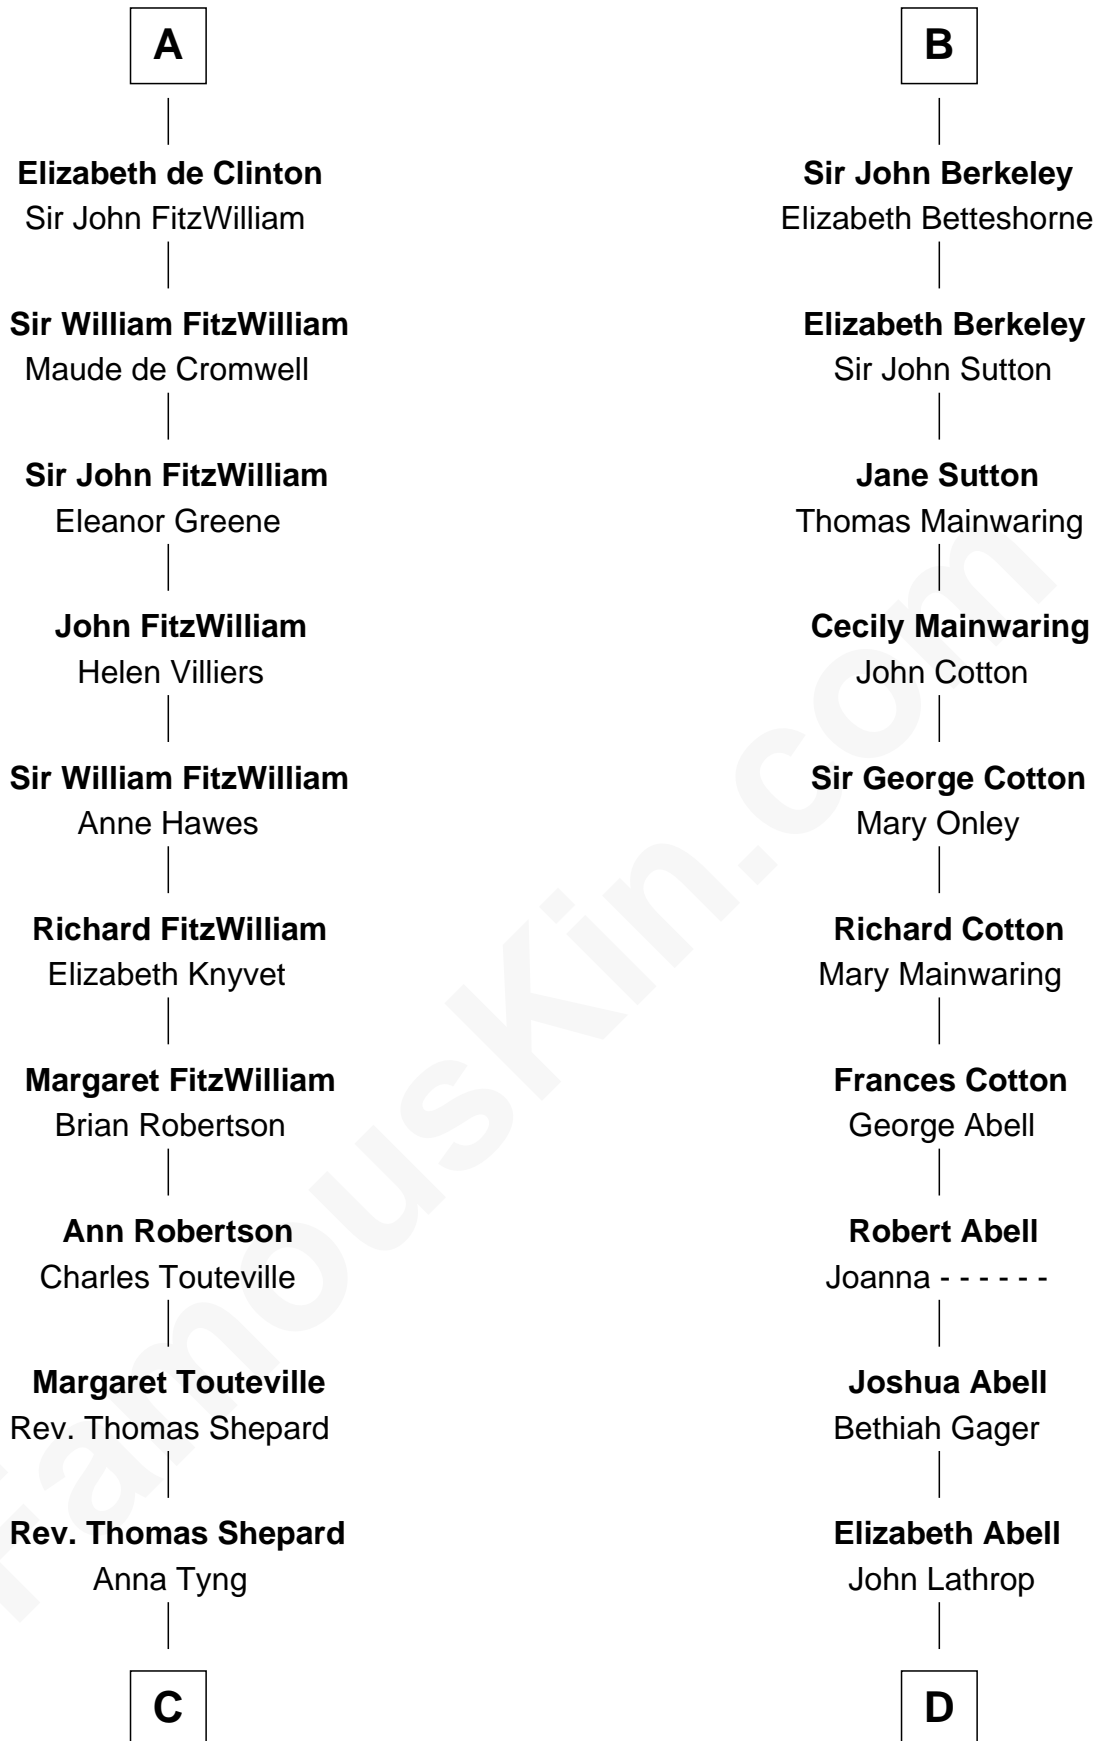 A
Elizabeth de Clinton
Sir John FitzWilliam
Sir William FitzWilliam
Maude de Cromwell
Sir John FitzWilliam
Eleanor Greene
John FitzWilliam
Helen Villiers
Sir William FitzWilliam
Anne Hawes
Richard FitzWilliam
Elizabeth Knyvet
Margaret FitzWilliam
Brian Robertson
Ann Robertson
Charles Touteville
Margaret Touteville
Rev. Thomas Shepard
Rev. Thomas Shepard
Anna Tyng
C
B
Sir John Berkeley
Elizabeth Betteshorne
Elizabeth Berkeley
Sir John Sutton
Jane Sutton
Thomas Mainwaring
Cecily Mainwaring
John Cotton
Sir George Cotton
Mary Onley
Richard Cotton
Mary Mainwaring
Frances Cotton
George Abell
Robert Abell
Joanna - - - - - -
Joshua Abell
Bethiah Gager
Elizabeth Abell
John Lathrop
D
FamousKin.com